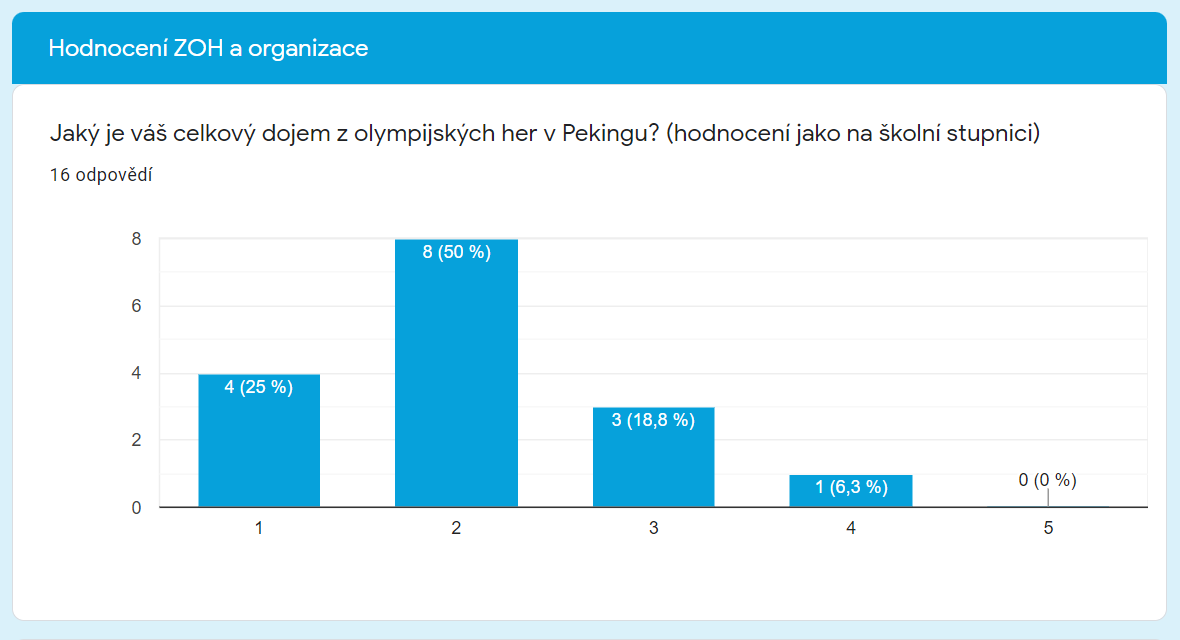 Hodnocení ZOH a organizace
Jaký je váš celkový dojem z olympijských her v Pekingu? (hodnocení jako na školní stupnici)
16 odpovědí
8
6
4
2
0
4 (25 %)
8 (50 %)
3 (18,8 %)
1 (6,3 %)
0 (0 %)
1
2
3
4
5